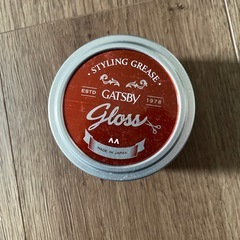 STYLING GREASE
GATSBY
ESTD 1978
Gloss
MADE IN JAPAN